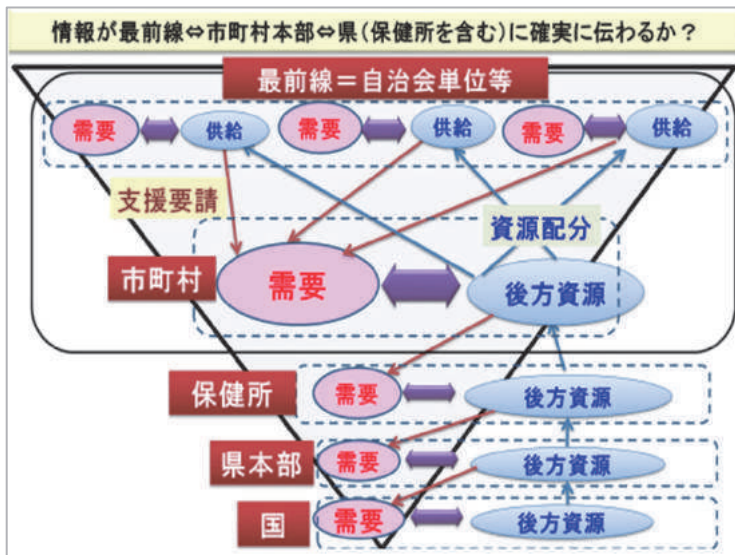 情報が最前線⇔市町村本部⇔県(保健所を含む)に確実に伝わるか？
最前線＝自治会単位等
需要 供給 需要 供給 需要 供給
支援要請
資源配分
市町村 需要 後方資源
保健所 需要 後方資源
県本部 需要 後方資源
国 需要 後方資源